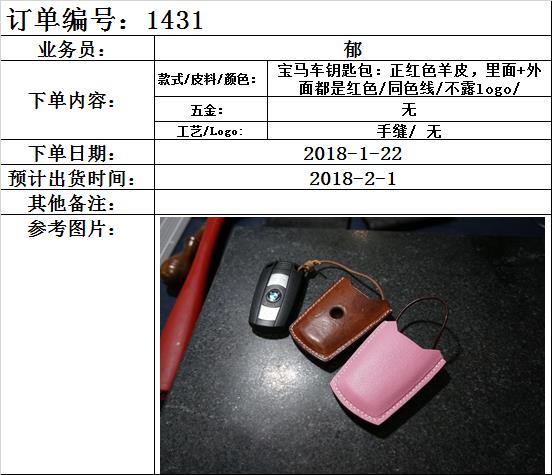 订单编号：1431
业务员：
郁
下单内容：
款式/皮料/颜色：
宝马车钥匙包：正红色羊皮，里面+外
面都是红色/同色线/不露logo/
五金：
无
工艺/Logo:
手缝/ 无
下单日期：
2018-1-22
预计出货时间：
2018-2-1
其他备注：
参考图片：